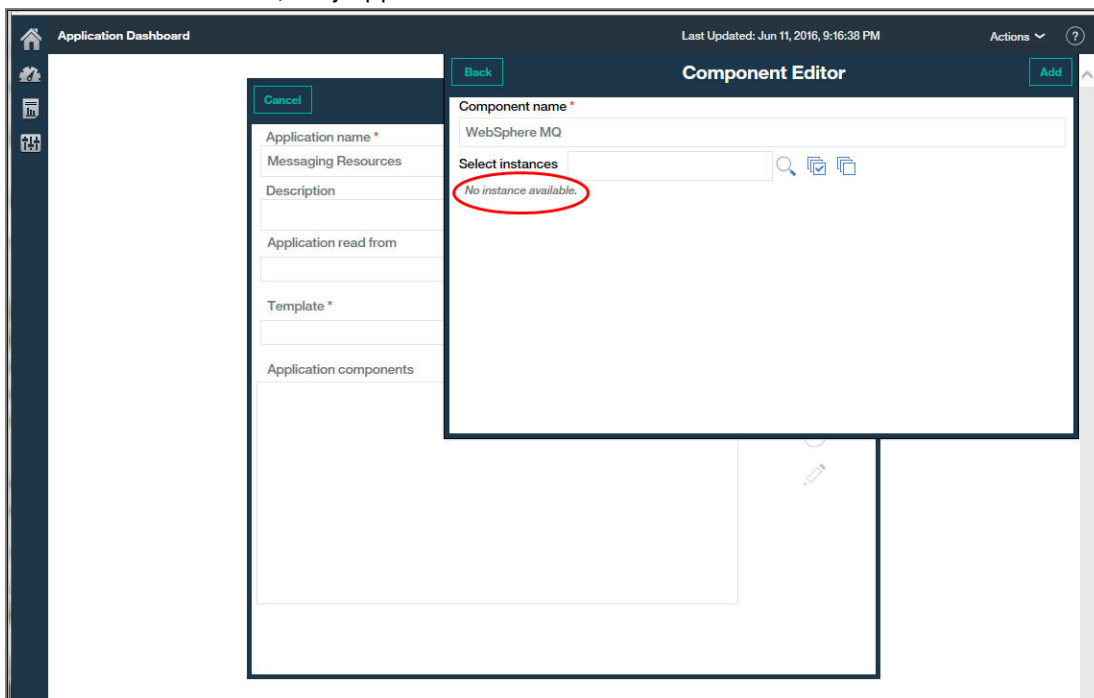 Application Dashboard
Last Updated: Jun 11, 2016, 9:16:38 PM
Actions
?
Back
Component Editor
Add
Cancel
Component name *
WebSphere MQ
Application name *
Messaging Resources
Select instances
No instance available.
Description
Application read from
Template *
Application components